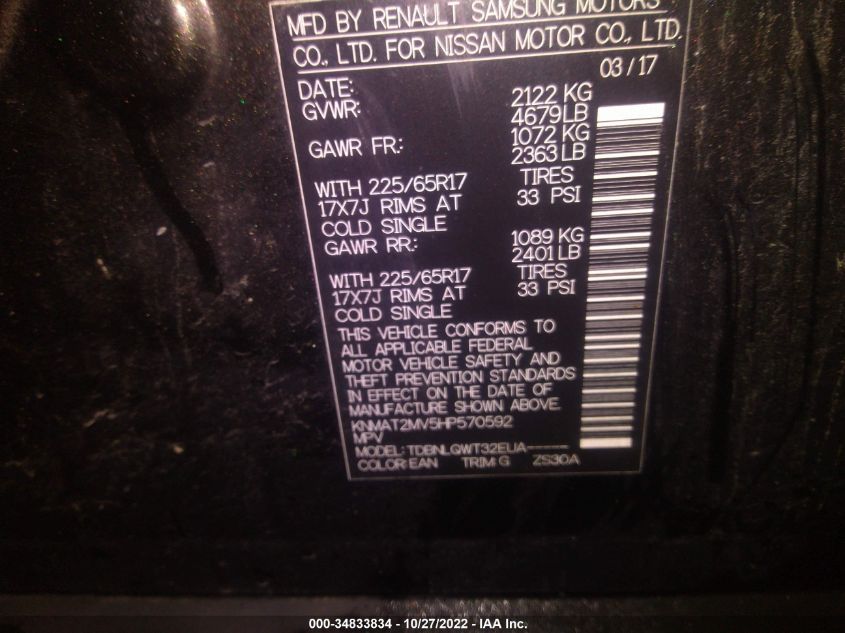 MFD BY RENAULT SAMSUNG MOTORS
CO., LTD. FOR NISSAN MOTOR CO., LTD.
03/17
DATE:
GVWR: 2122 KG
4679LB
GAWR FR.: 1072 KG
2363LB
WITH 225/65R17 TIRES
17X7J RIMS AT 33 PSI
COLD SINGLE
GAWR RR.: 1089 KG
2401LB
WITH 225/65R17 TIRES
17X7J RIMS AT 33 PSI
COLD SINGLE
THIS VEHICLE CONFORMS TO
ALL APPLICABLE FEDERAL
MOTOR VEHICLE SAFETY AND
THEFT PREVENTION STANDARDS
IN EFFECT ON THE DATE OF
MANUFACTURE SHOWN ABOVE.
KNMAT2MV5HP570592
MPV
MODEL: TDBNLQWT32EUA-----
COLOR:EAN TRIM:G ZS30A
000-34833834 - 10/27/2022 - IAA Inc.